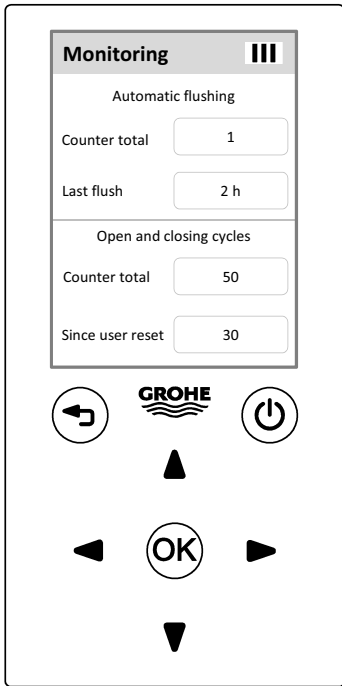 Monitoring
Automatic flushing
Counter total 1
Last flush 2 h
Open and closing cycles
Counter total 50
Since user reset 30
GROHE
OK